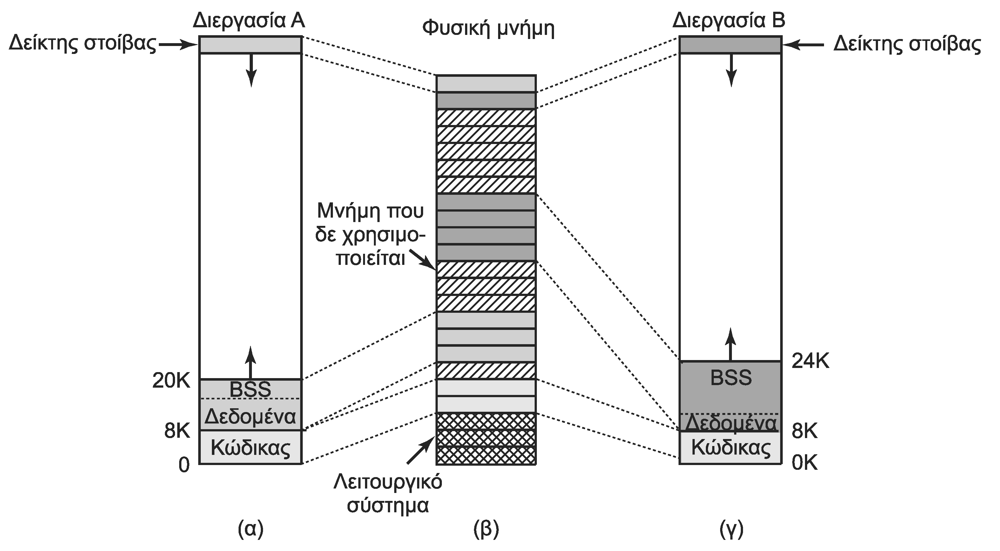 Διεργασία Α
Φυσική μνήμη
Διεργασία Β
Δείκτης στοίβας
Δείκτης στοίβας
Μνήμη που
δε χρησιμο-
ποιείται
20K
BSS
Δεδομένα
8K
Κώδικας
0
24K
BSS
Δεδομένα
8K
Κώδικας
0K
Λειτουργικό
σύστημα
(α)
(β)
(γ)